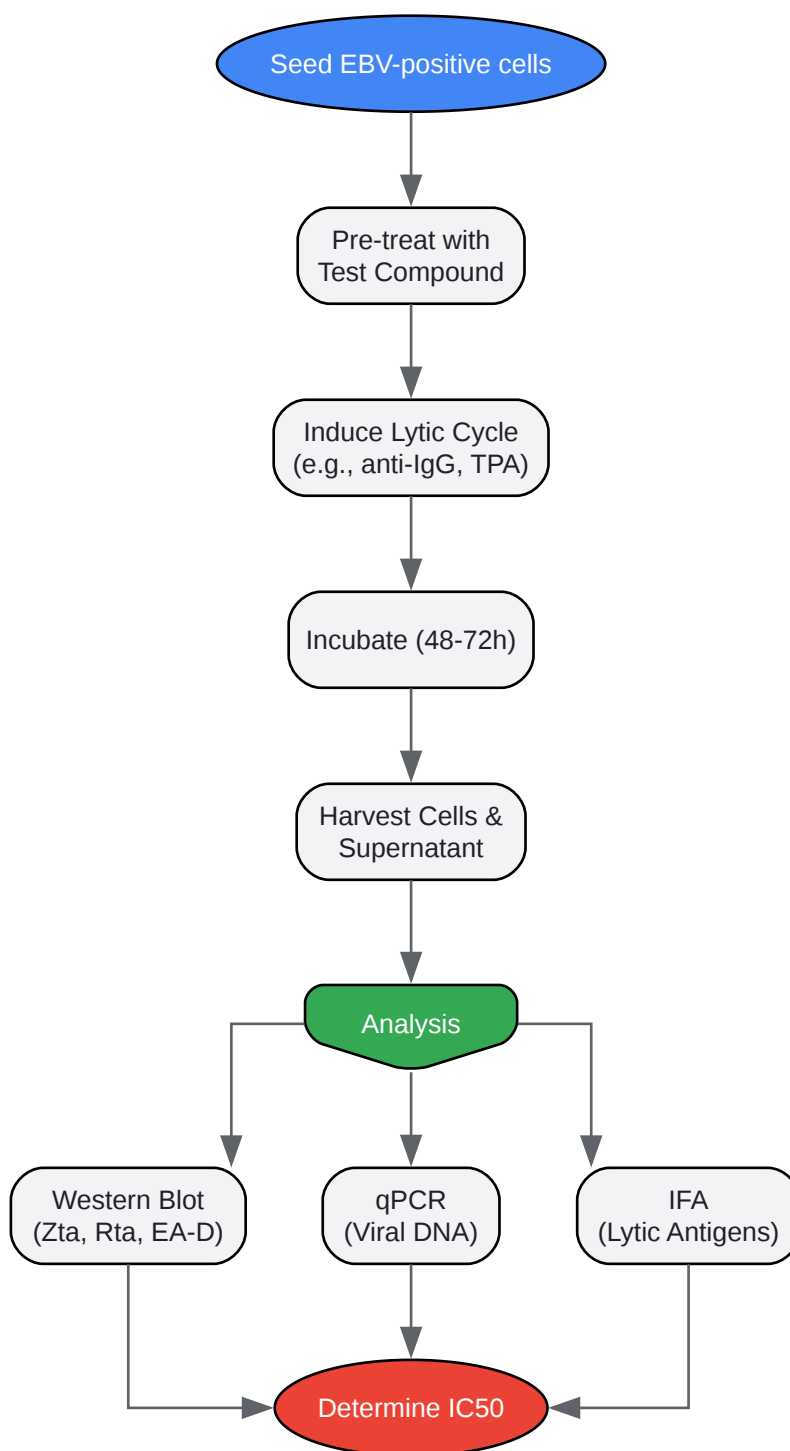 Seed EBV-positive cells
Pre-treat with
Test Compound
Induce Lytic Cycle
(e.g., anti-IgG, TPA)
Incubate (48-72h)
Harvest Cells &
Supernatant
Analysis
Western Blot
(Zta, Rta, EA-D)
qPCR
(Viral DNA)
IFA
(Lytic Antigens)
Determine IC50